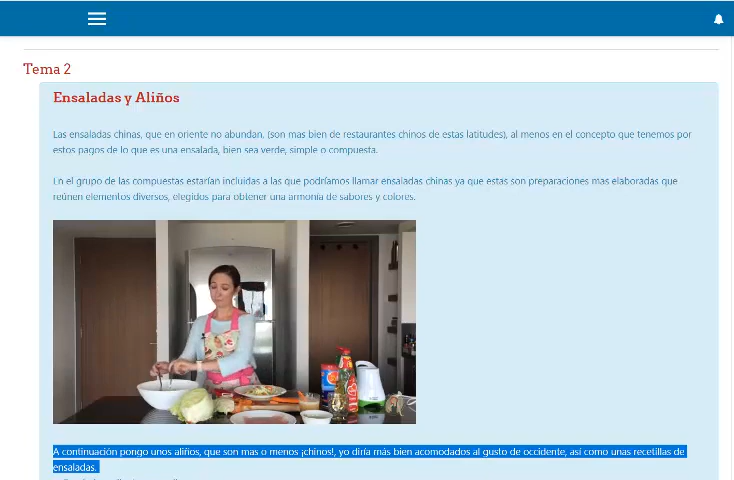 Tema 2
Ensaladas y Aliños
Las ensaladas chinas, que en oriente no abundan, (son mas bien de restaurantes chinos de estas latitudes), al menos en el concepto que tenemos por
estos pagos de lo que es una ensalada, bien sea verde, simple o compuesta.
En el grupo de las compuestas estarían incluidas a las que podríamos llamar ensaladas chinas ya que estas son preparaciones mas elaboradas que
reúnen elementos diversos, elegidos para obtener una armonía de sabores y colores.
A continuación pongo unos aliños, que son mas o menos ¡chinos!, yo diría más bien acomodados al gusto de occidente, así como unas recetillas de
ensaladas.